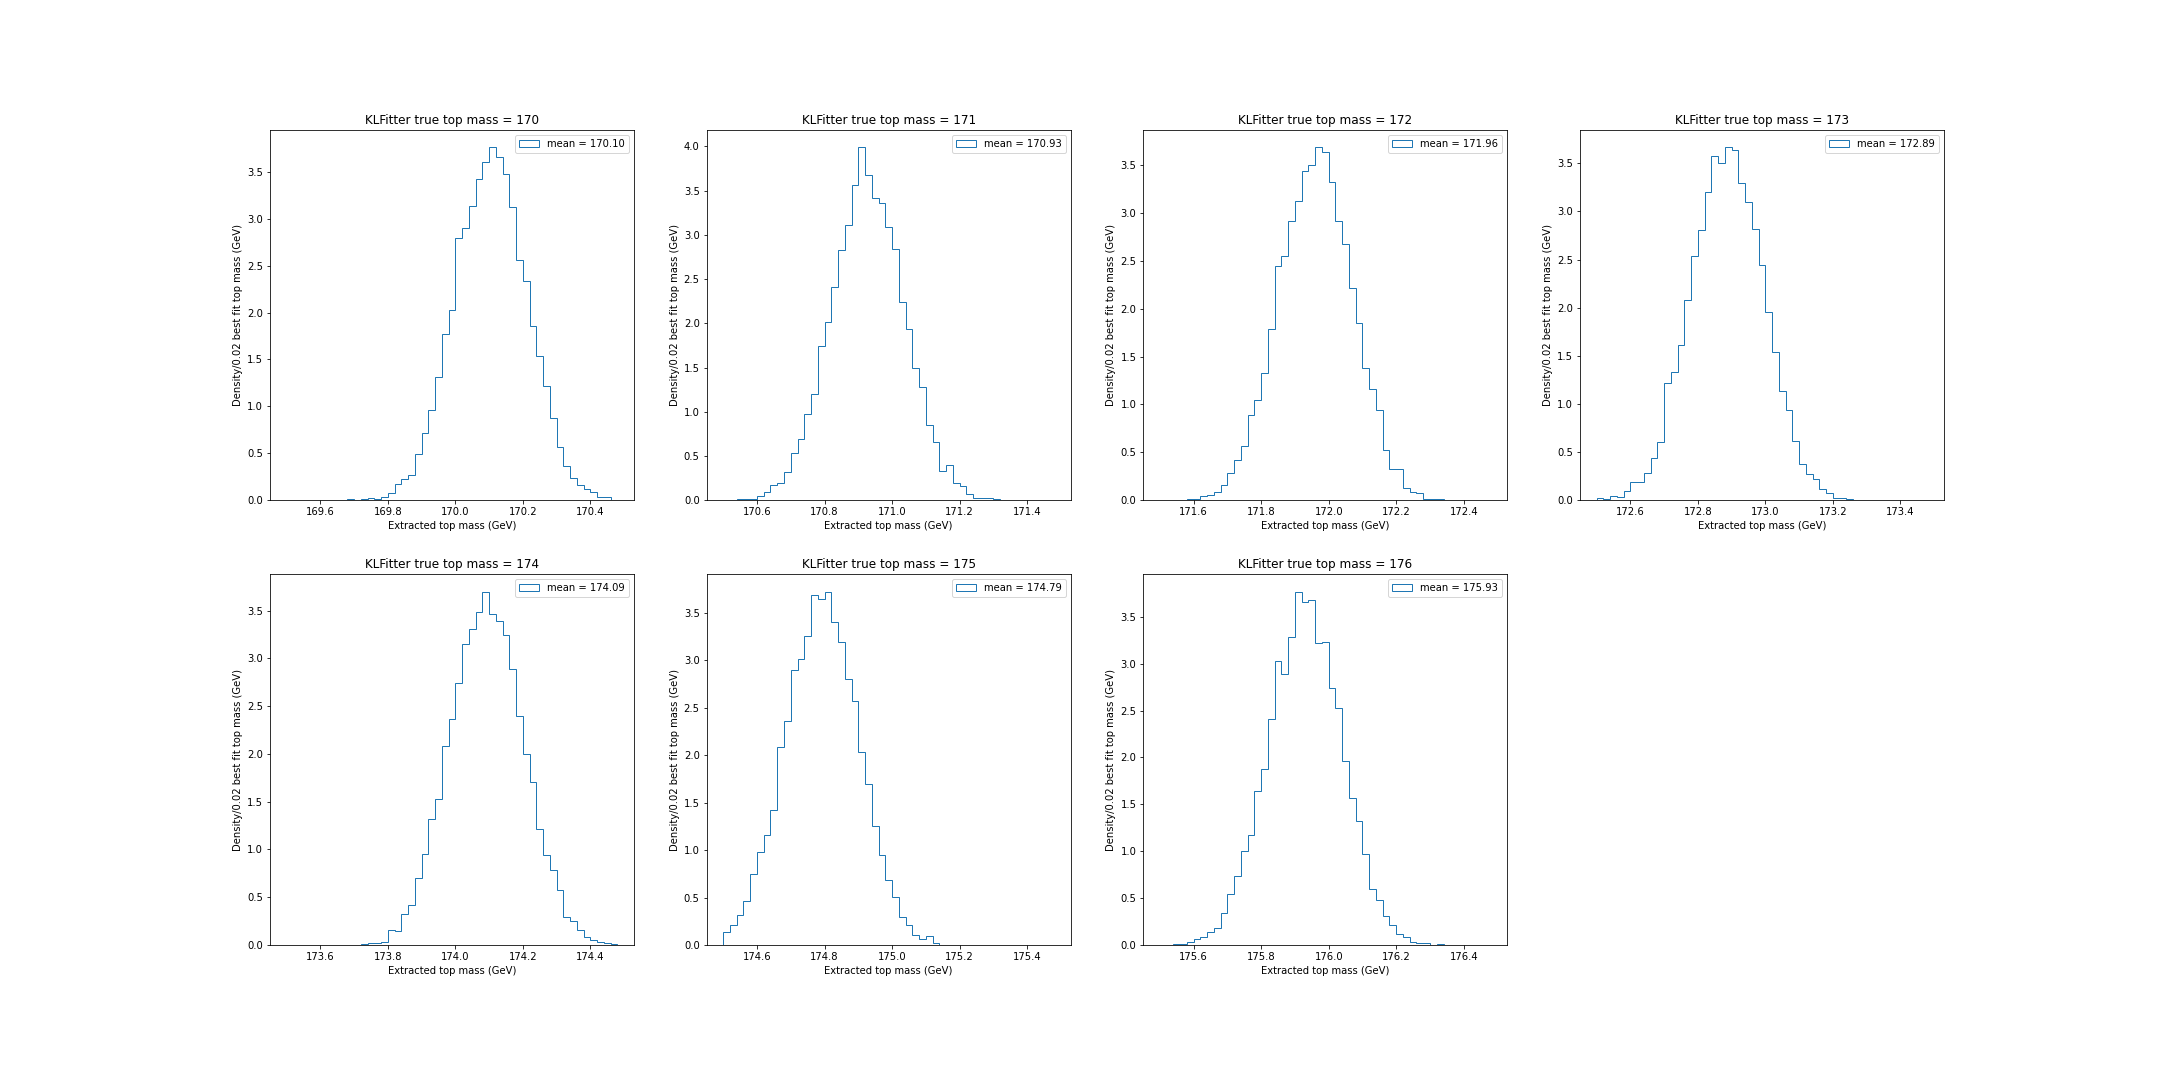 KLFitter true top mass = 170
mean = 170.10
Density/0.02 best fit top mass (GeV)
3.5
3.0
2.5
2.0
1.5
1.0
0.5
0.0
169.6 169.8 170.0 170.2 170.4
Extracted top mass (GeV)
KLFitter true top mass = 171
mean = 170.93
Density/0.02 best fit top mass (GeV)
4.0
3.5
3.0
2.5
2.0
1.5
1.0
0.5
0.0
170.6 170.8 171.0 171.2 171.4
Extracted top mass (GeV)
KLFitter true top mass = 172
mean = 171.96
Density/0.02 best fit top mass (GeV)
3.5
3.0
2.5
2.0
1.5
1.0
0.5
0.0
171.6 171.8 172.0 172.2 172.4
Extracted top mass (GeV)
KLFitter true top mass = 173
mean = 172.89
Density/0.02 best fit top mass (GeV)
3.5
3.0
2.5
2.0
1.5
1.0
0.5
0.0
172.6 172.8 173.0 173.2 173.4
Extracted top mass (GeV)
KLFitter true top mass = 174
mean = 174.09
Density/0.02 best fit top mass (GeV)
3.5
3.0
2.5
2.0
1.5
1.0
0.5
0.0
173.6 173.8 174.0 174.2 174.4
Extracted top mass (GeV)
KLFitter true top mass = 175
mean = 174.79
Density/0.02 best fit top mass (GeV)
3.5
3.0
2.5
2.0
1.5
1.0
0.5
0.0
174.6 174.8 175.0 175.2 175.4
Extracted top mass (GeV)
KLFitter true top mass = 176
mean = 175.93
Density/0.02 best fit top mass (GeV)
3.5
3.0
2.5
2.0
1.5
1.0
0.5
0.0
175.6 175.8 176.0 176.2 176.4
Extracted top mass (GeV)